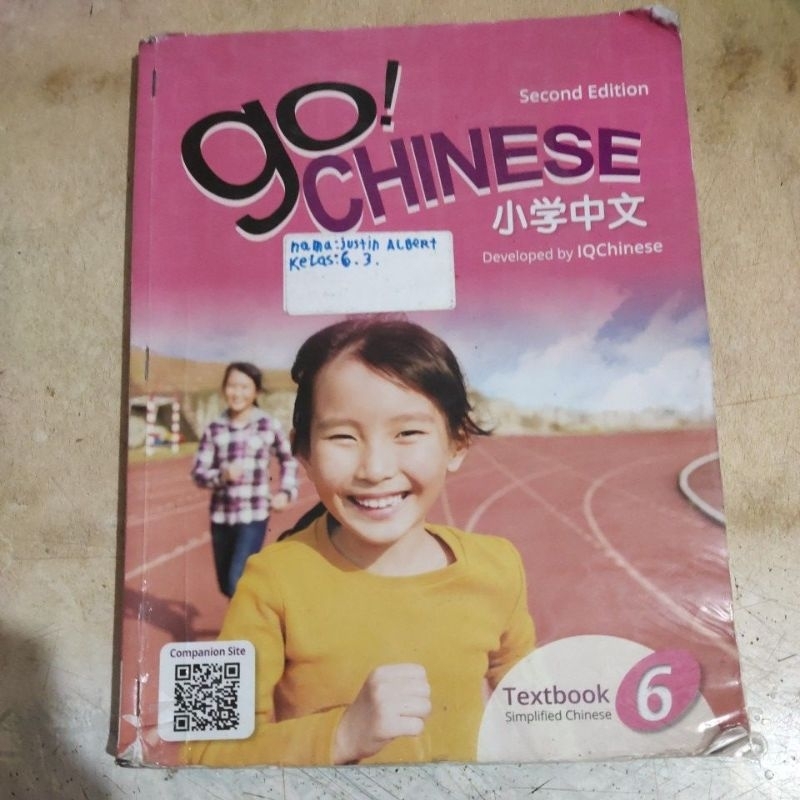 Second Edition
go!
CHINESE
小学中文
Developed by IQChinese
nama: Justin ALBERT
Kelas: 6.3.
Companion Site
Textbook 6
Simplified Chinese